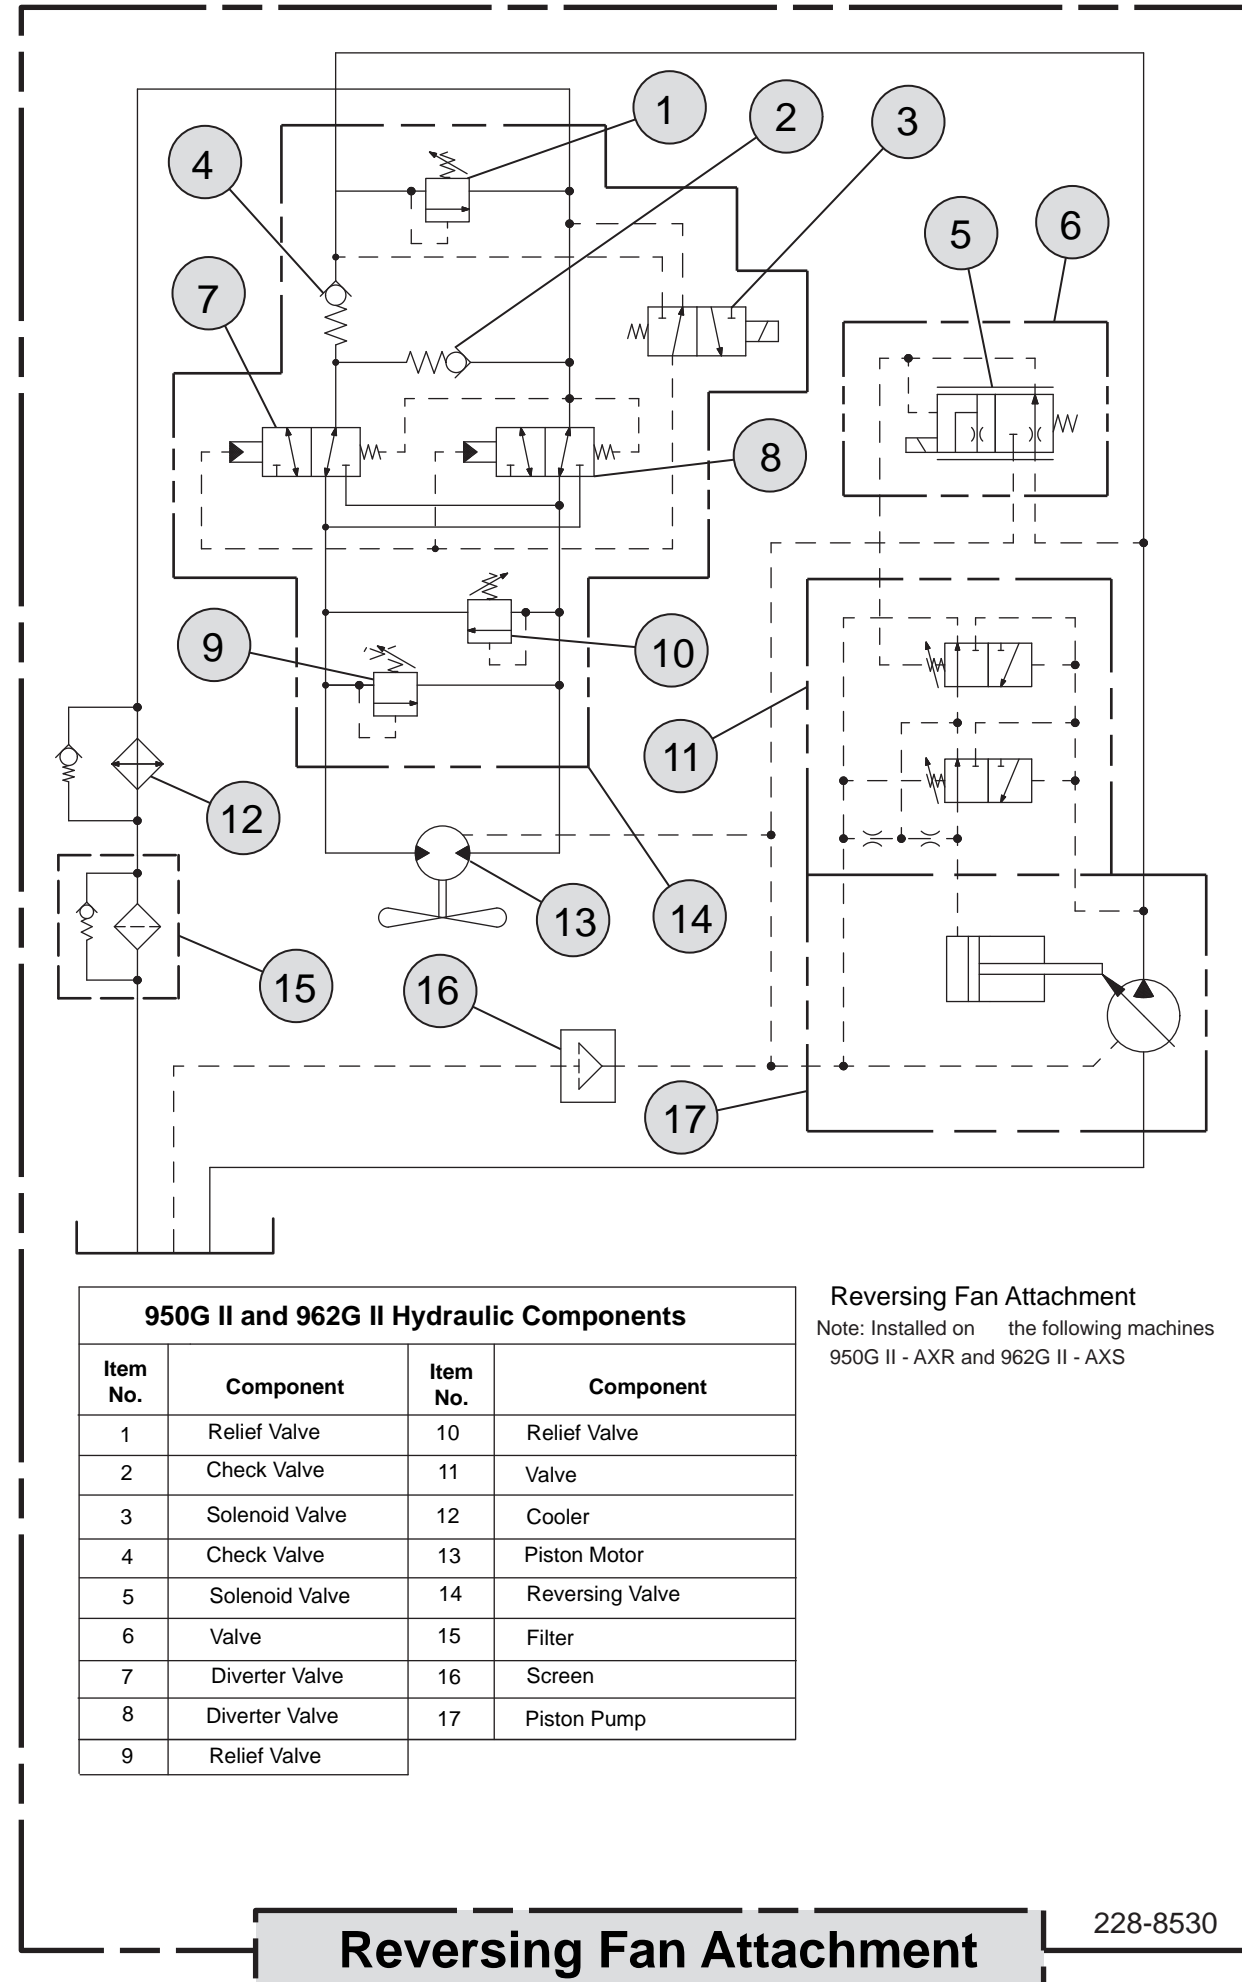 1
2
3
4
5
6
7
8
9
10
11
12
13
14
15
16
17
950G II and 962G II Hydraulic Components
Item No. Component Item No. Component
1 Relief Valve 10 Relief Valve
2 Check Valve 11 Valve
3 Solenoid Valve 12 Cooler
4 Check Valve 13 Piston Motor
5 Solenoid Valve 14 Reversing Valve
6 Valve 15 Filter
7 Diverter Valve 16 Screen
8 Diverter Valve 17 Piston Pump
9 Relief Valve
Reversing Fan Attachment
Note: Installed on the following machines
950G II - AXR and 962G II - AXS
228-8530
Reversing Fan Attachment